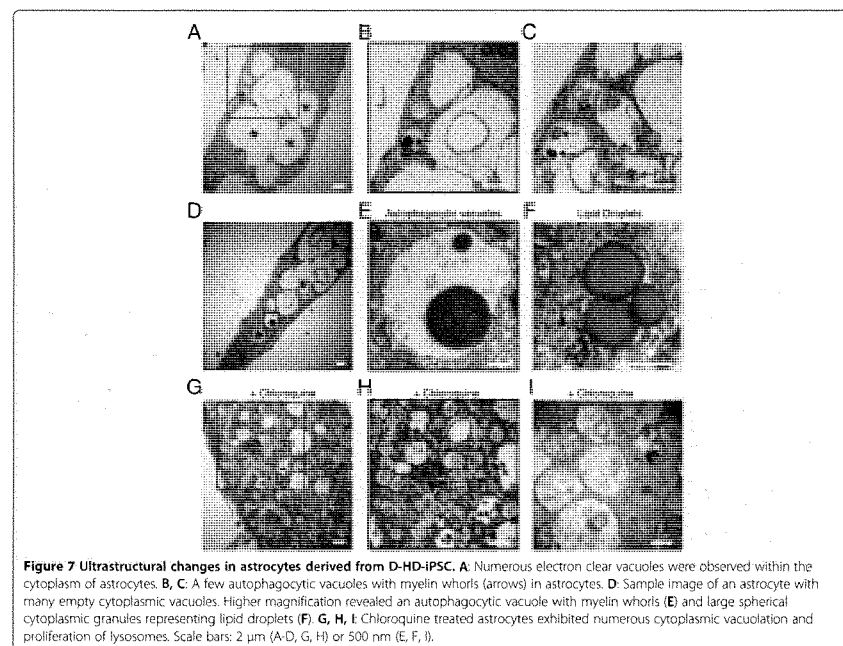 A
B
C
D
E
F
Autophagocytic vacuoles
Lipid Droplets
G
H
I
+ Chloroquine
+ Chloroquine
+ Chloroquine
Figure 7 Ultrastructural changes in astrocytes derived from D-HD-iPSC. A: Numerous electron clear vacuoles were observed within the
cytoplasm of astrocytes. B, C: A few autophagocytic vacuoles with myelin whorls (arrows) in astrocytes. D: Sample image of an astrocyte with
many empty cytoplasmic vacuoles. Higher magnification revealed an autophagocytic vacuole with myelin whorls (E) and large spherical
cytoplasmic granules representing lipid droplets (F). G, H, I: Chloroquine treated astrocytes exhibited numerous cytoplasmic vacuolation and
proliferation of lysosomes. Scale bars: 2 μm (A-D, G, H) or 500 nm (E, F, I).